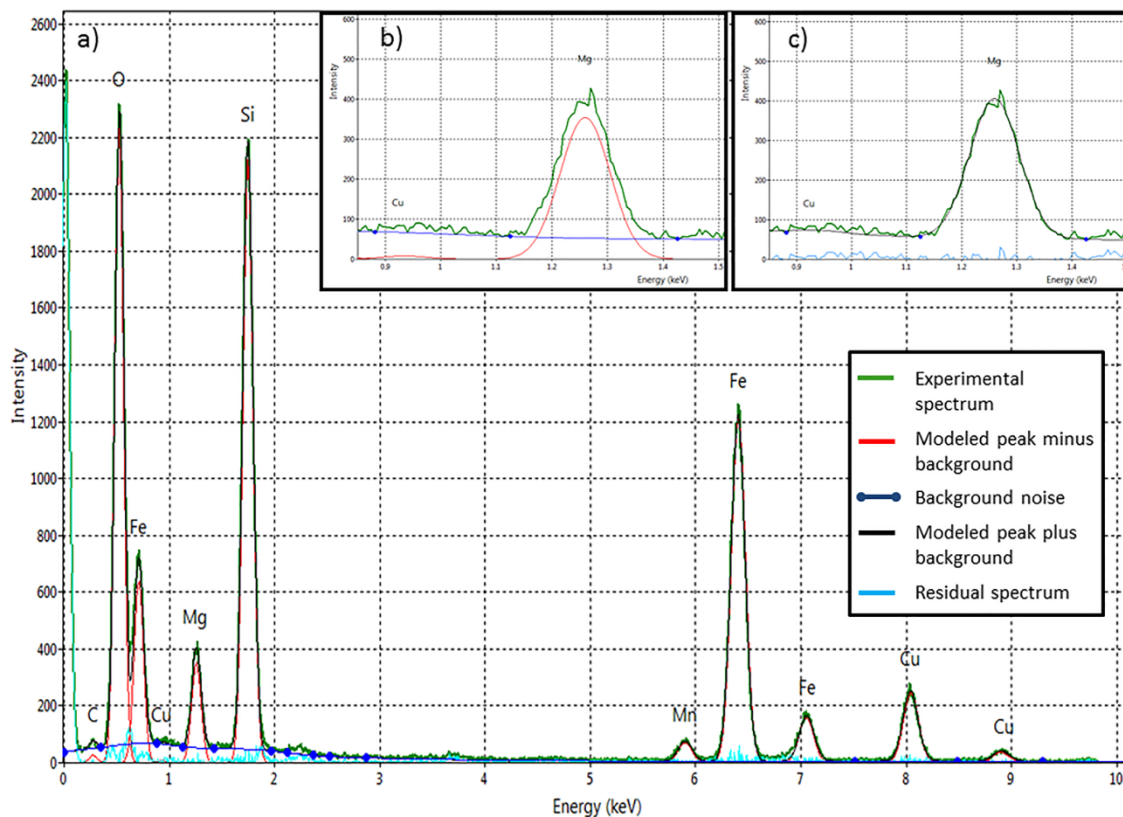 a)
2600
2400
2200
2000
1800
1600
1400
1200
1000
800
600
400
200
0
Intensity
O
Si
Fe
Mg
C
Cu
Mn
Fe
Fe
Cu
Cu
0 1 2 3 4 5 6 7 8 9 10
Energy (keV)
b)
600
500
400
300
200
100
0
Intensity
Mg
Cu
0.9 1 1.1 1.2 1.3 1.4 1.5
Energy (keV)
c)
600
500
400
300
200
100
0
Intensity
Mg
Cu
0.9 1 1.1 1.2 1.3 1.4
Energy (keV)
Experimental
spectrum
Modeled peak minus
background
Background noise
Modeled peak plus
background
Residual spectrum